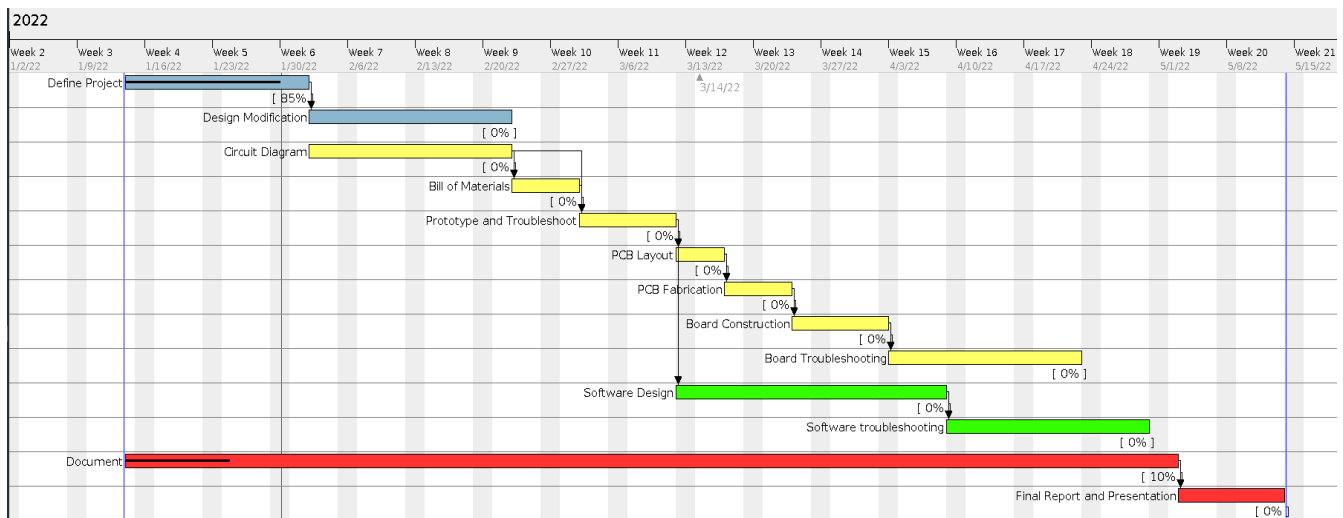 2022
Week 2 Week 3 Week 4 Week 5 Week 6 Week 7 Week 8 Week 9 Week 10 Week 11 Week 12 Week 13 Week 14 Week 15 Week 16 Week 17 Week 18 Week 19 Week 20 Week 21
1/2/22 1/9/22 1/16/22 1/23/22 1/30/22 2/6/22 2/13/22 2/20/22 2/27/22 3/6/22 3/13/22 3/20/22 3/27/22 4/3/22 4/10/22 4/17/22 4/24/22 5/1/22 5/8/22 5/15/22
Define Project
3/14/22
[ 85%
Design Modification
[ 0% ]
Circuit Diagram
[ 0%
Bill of Materials
[ 0%
Prototype and Troubleshoot
[ 0%
PCB Layout
[ 0%
PCB Fabrication
[ 0%
Board Construction
[ 0%
Board Troubleshooting
[ 0% ]
Software Design
[ 0%
Software troubleshooting
[ 0% ]
Document
[ 10%
Final Report and Presentation
[ 0% ]